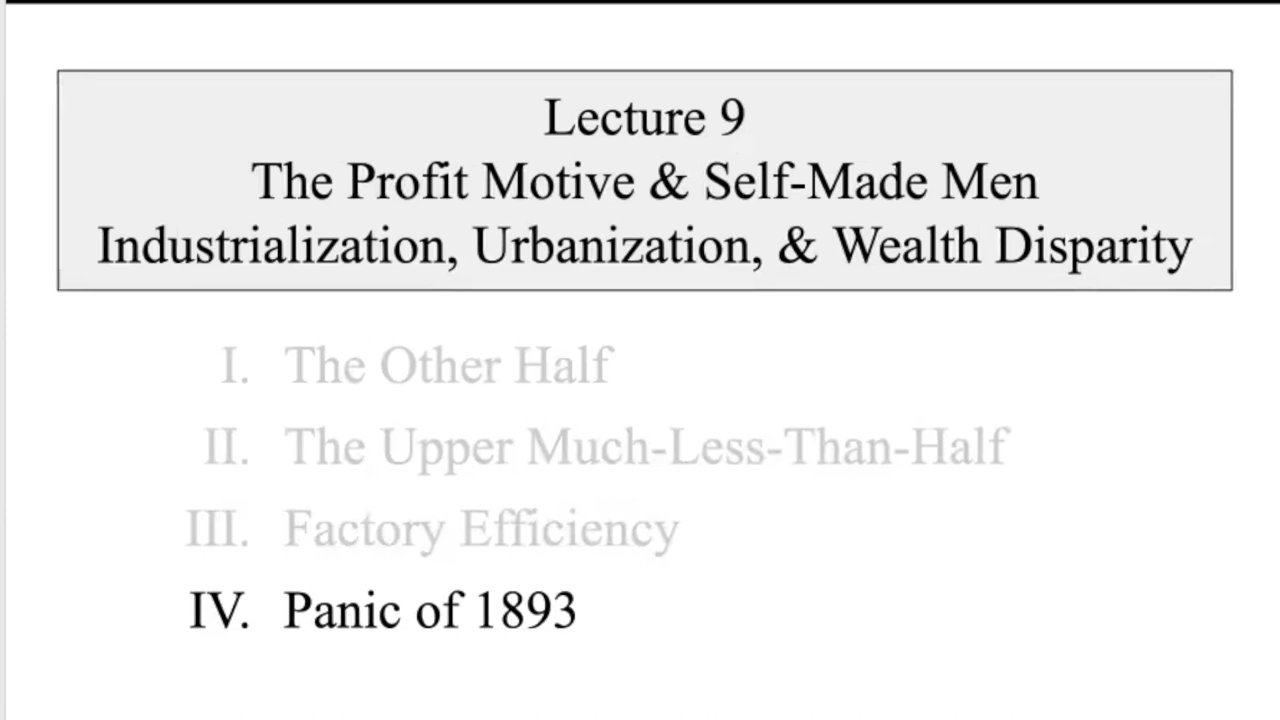 Lecture 9
The Profit Motive & Self-Made Men
Industrialization, Urbanization, & Wealth Disparity
I. The Other Half
II. The Upper Much-Less-Than-Half
III. Factory Efficiency
IV. Panic of 1893